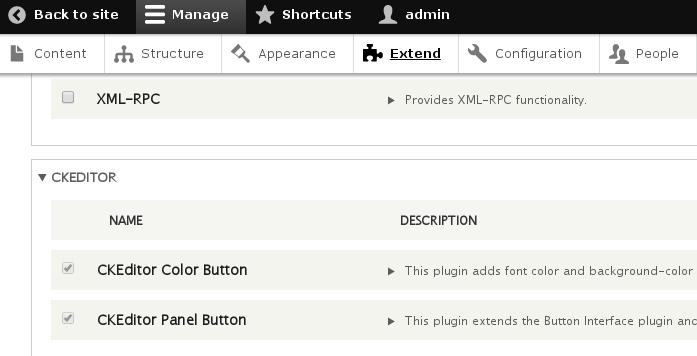 Back to site Manage Shortcuts admin
Content Structure Appearance Extend Configuration People
XML-RPC Provides XML-RPC functionality.
CKEDITOR
NAME DESCRIPTION
CKEditor Color Button This plugin adds font color and background-color
CKEditor Panel Button This plugin extends the Button Interface plugin and